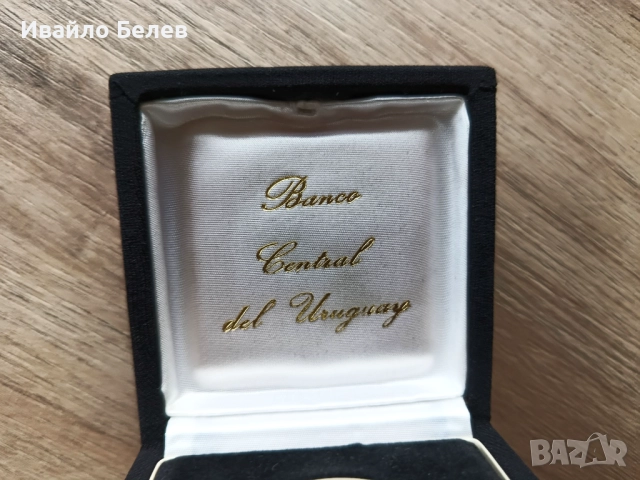 Ивайло Белев
Banco
Central
del Uruguay
BAZAR